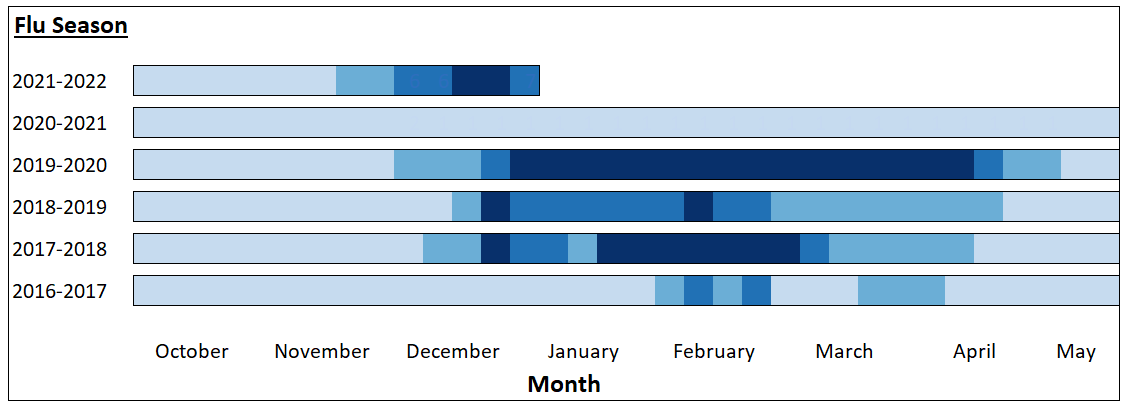 Flu Season
2021-2022
2020-2021
2019-2020
2018-2019
2017-2018
2016-2017
October November December January February March April May
Month